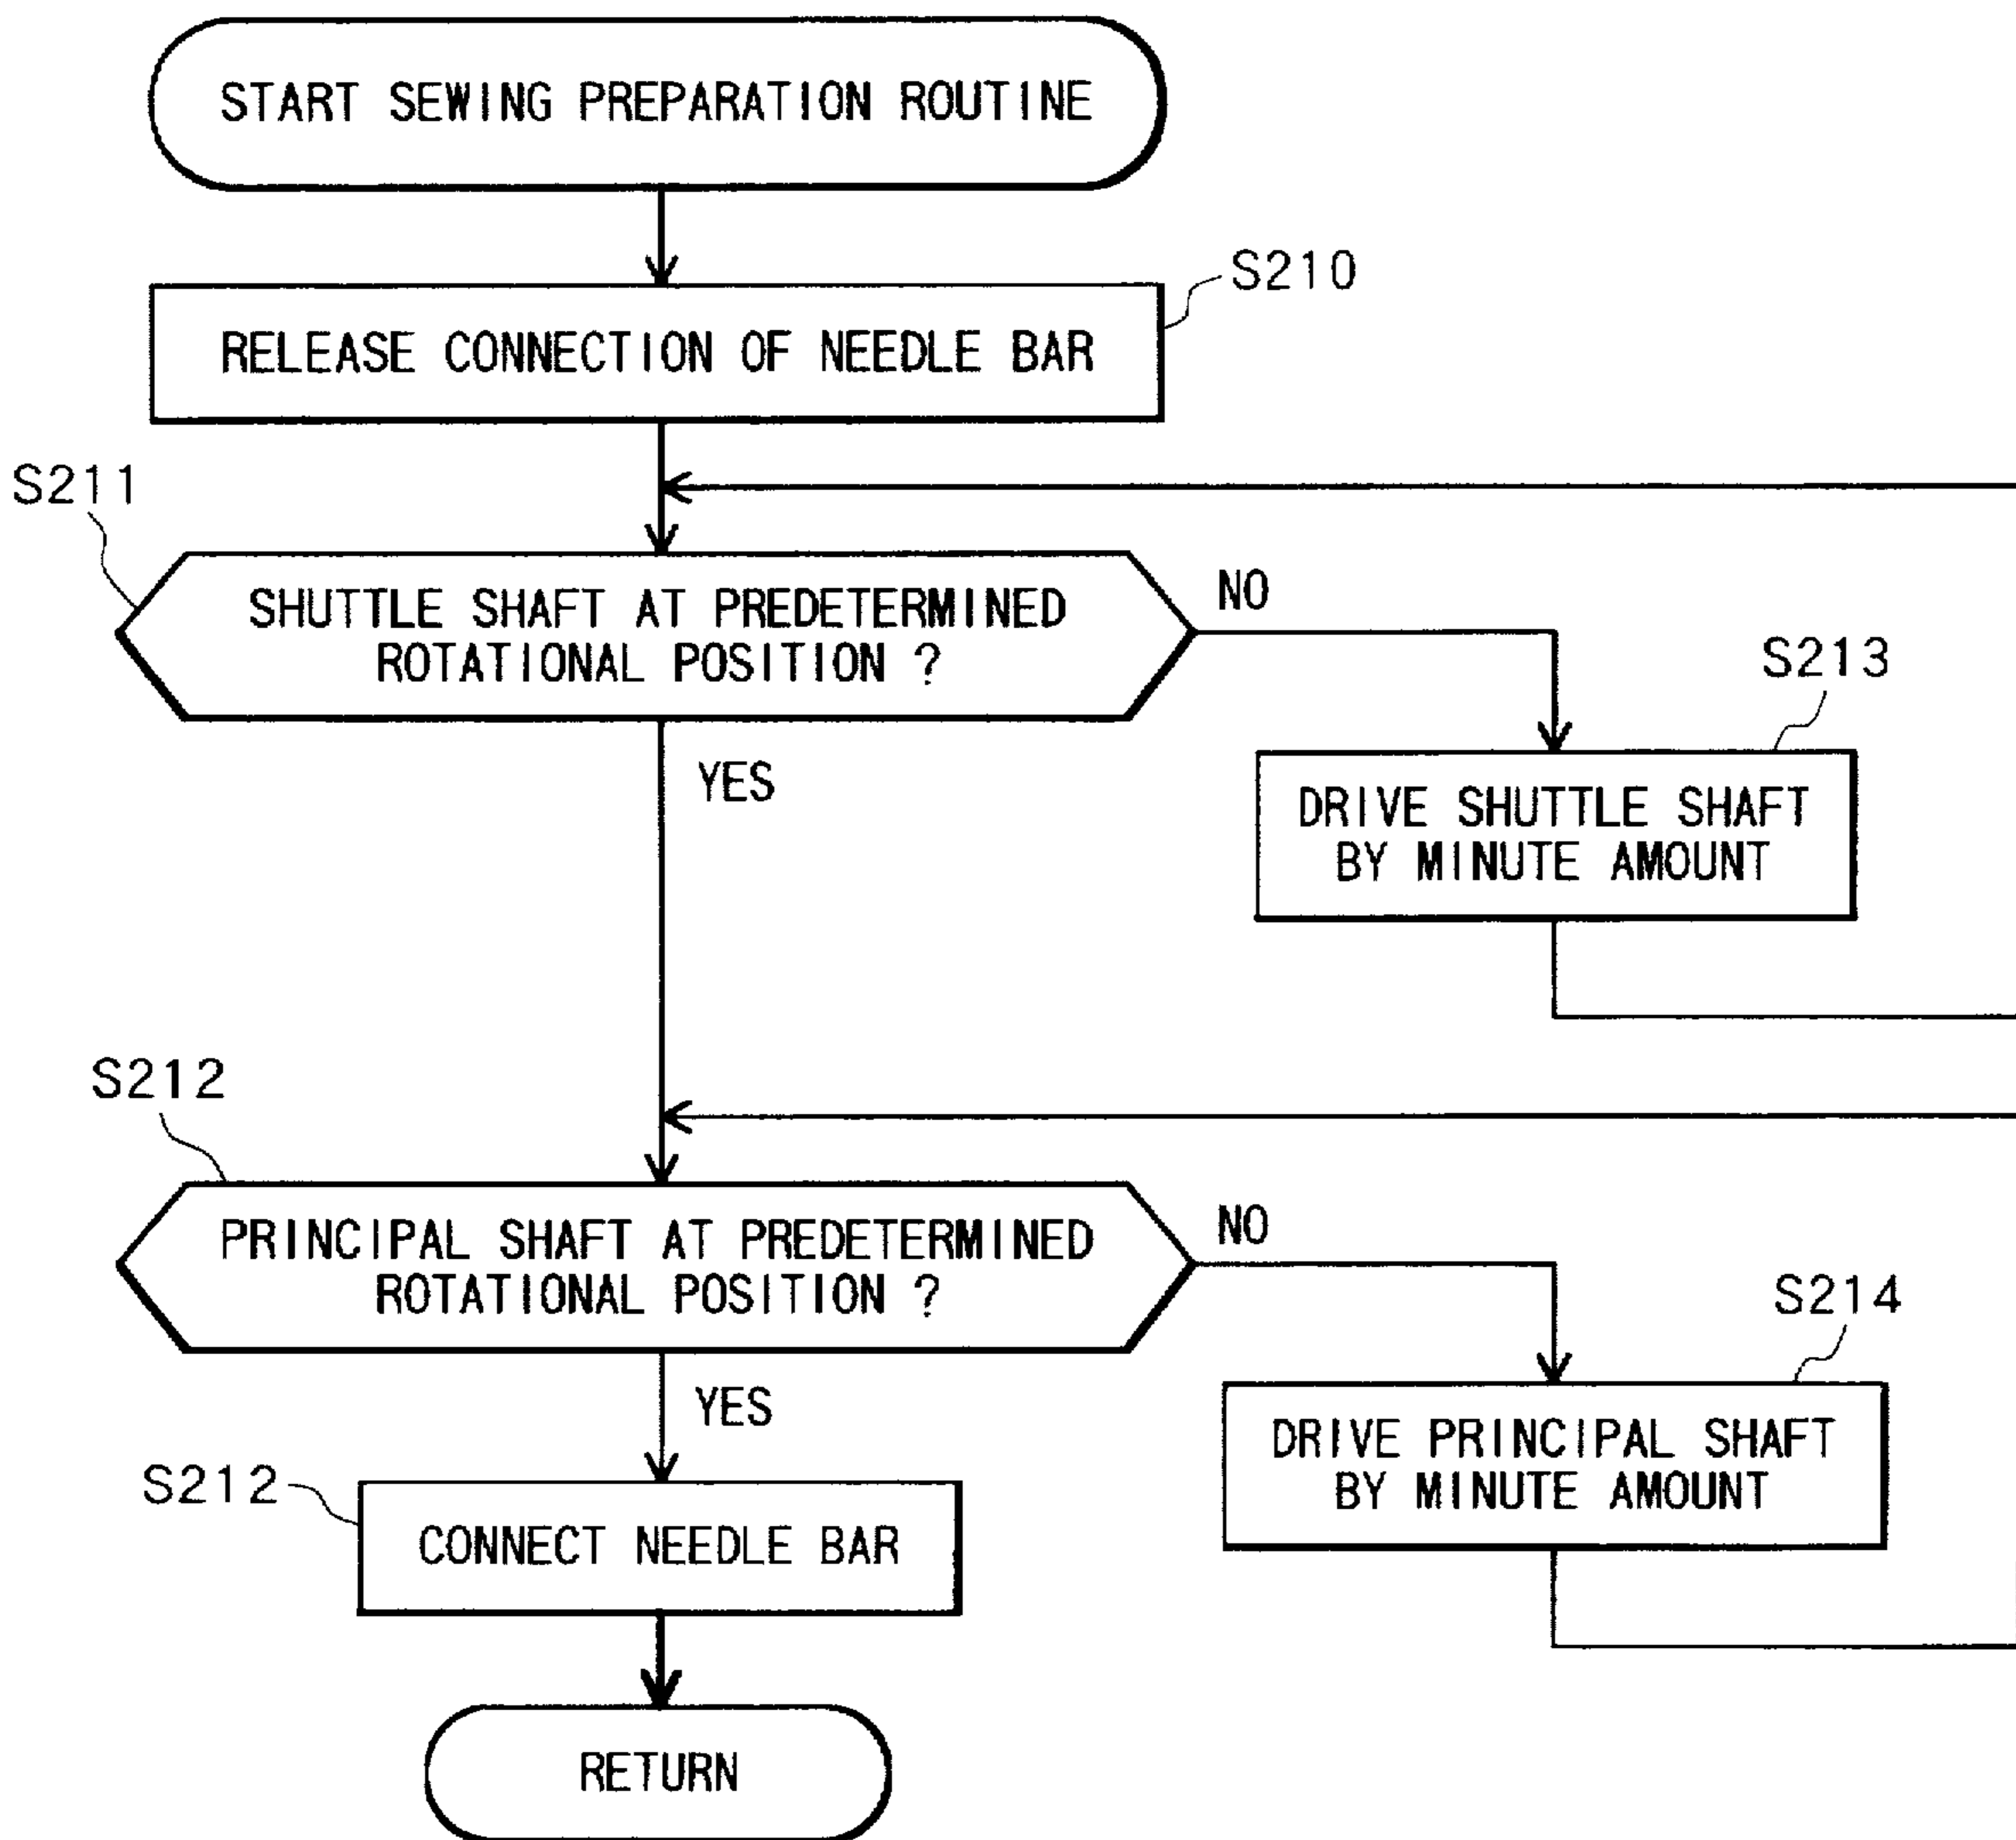 START SEWING PREPARATION ROUTINE
S210
RELEASE CONNECTION OF NEEDLE BAR
S211
SHUTTLE SHAFT AT PREDETERMINED
ROTATIONAL POSITION ?
NO
YES
S213
DRIVE SHUTTLE SHAFT
BY MINUTE AMOUNT
S212
PRINCIPAL SHAFT AT PREDETERMINED
ROTATIONAL POSITION ?
NO
YES
S214
DRIVE PRINCIPAL SHAFT
BY MINUTE AMOUNT
S212
CONNECT NEEDLE BAR
RETURN